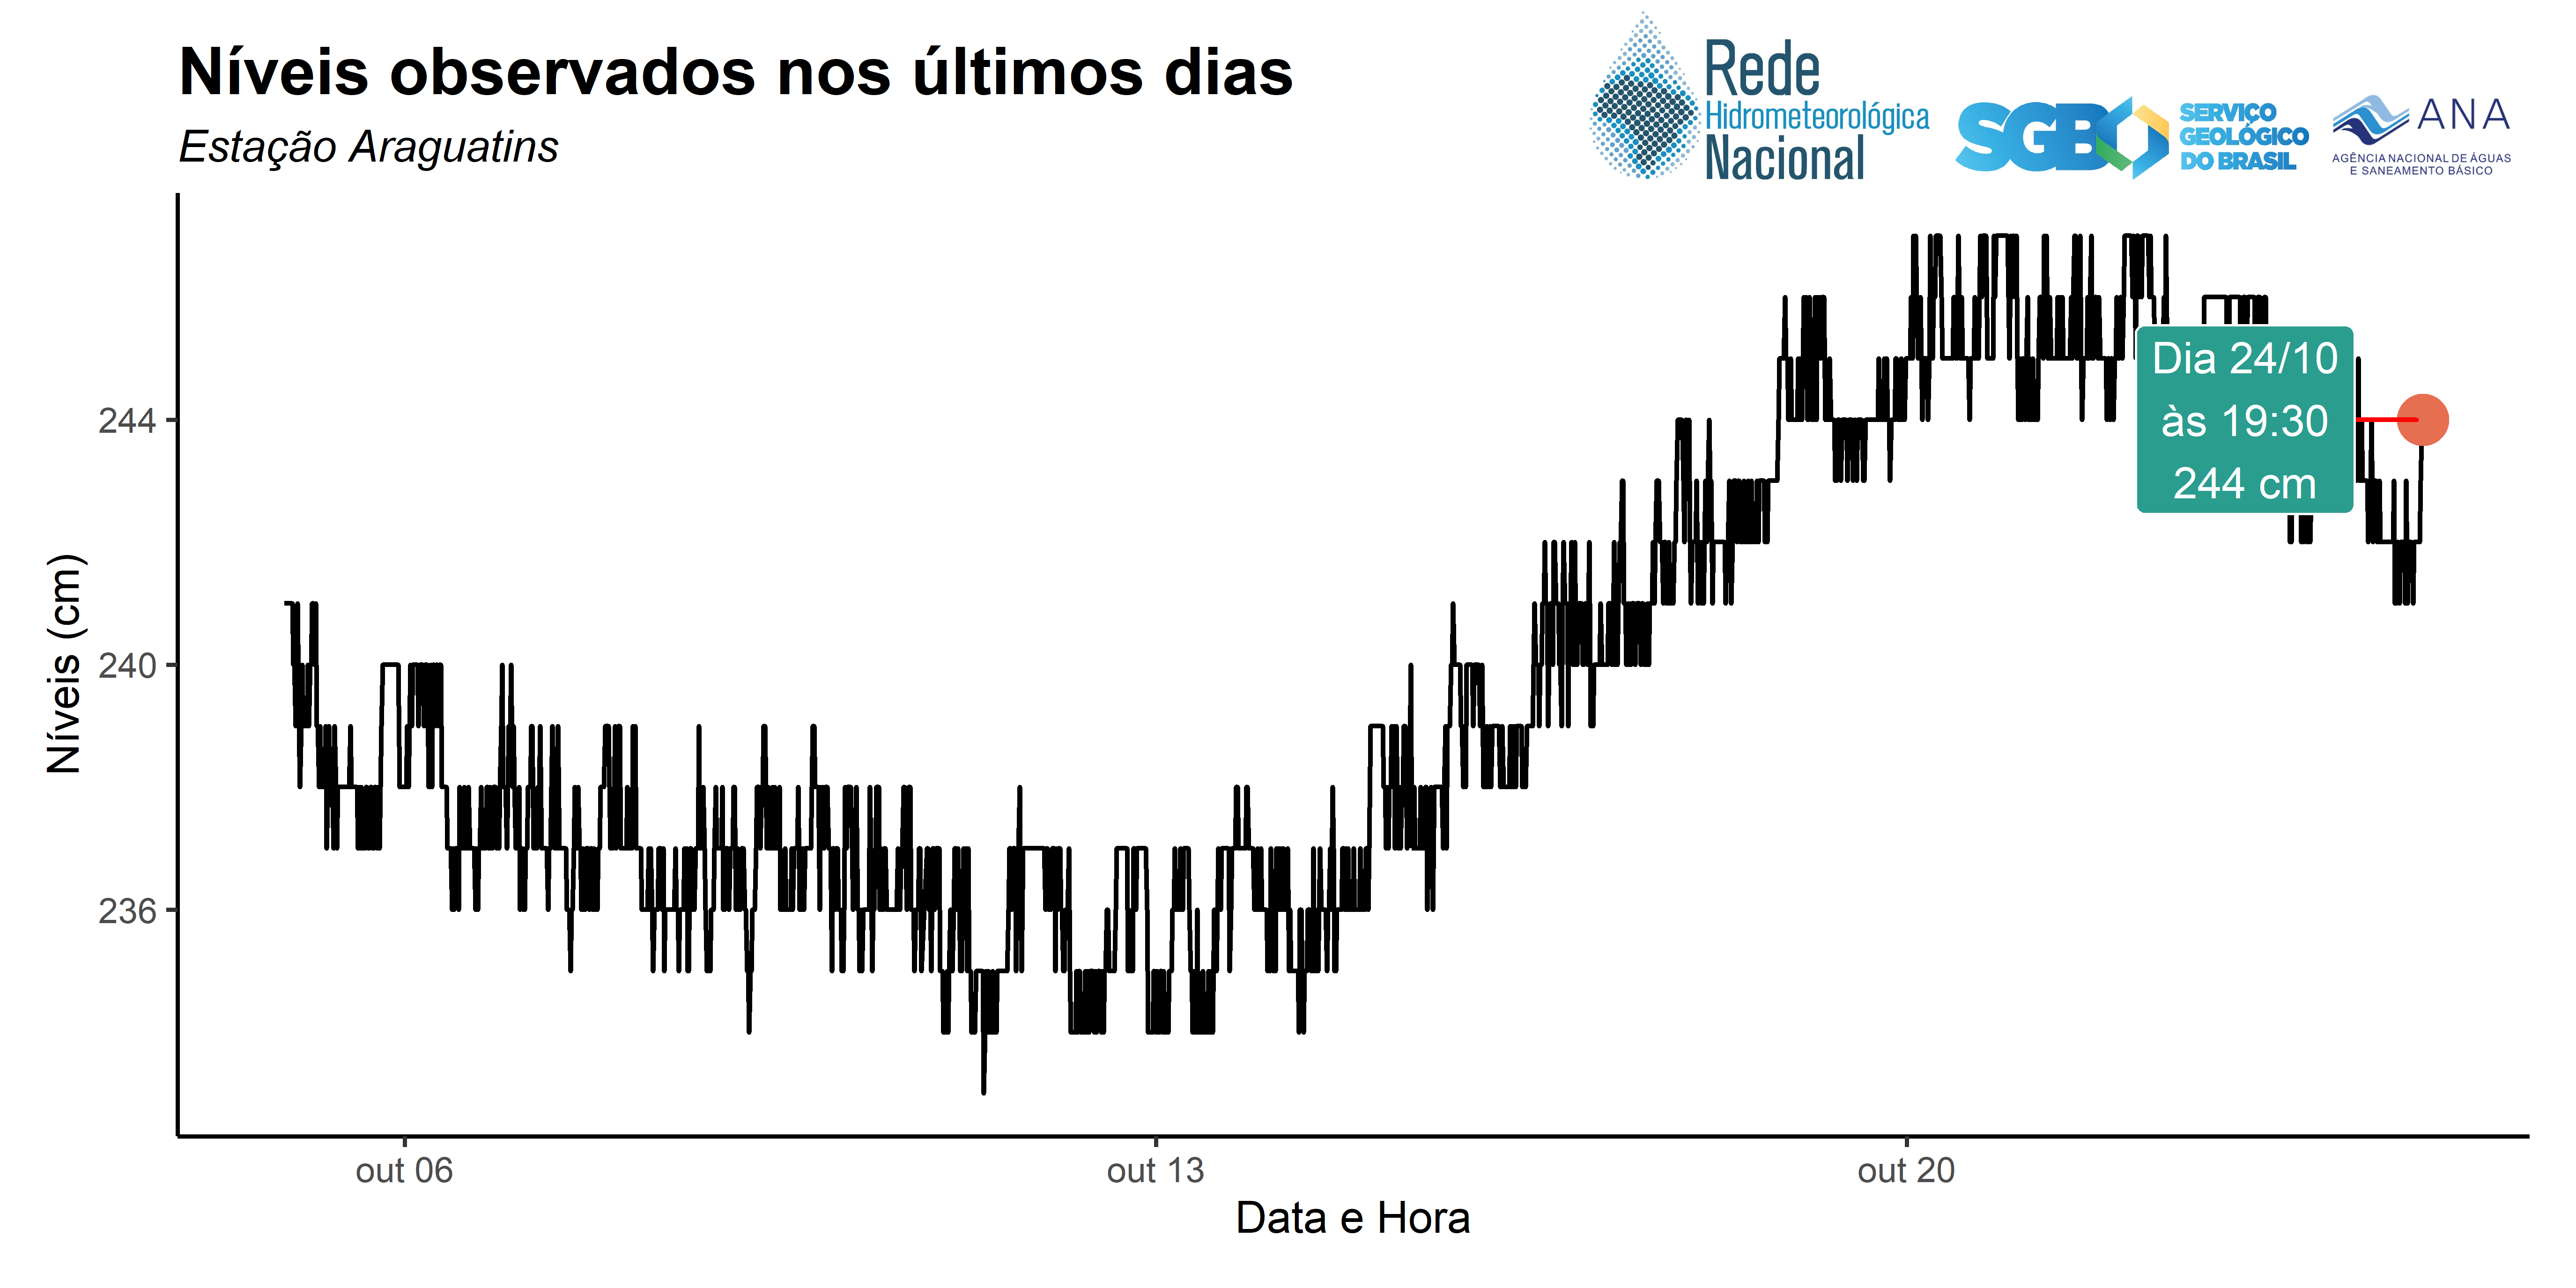 Níveis observados nos últimos dias
Estação Araguatins
Rede
Hidrometeorológica
Nacional
SGB
SERVIÇO
GEOLÓGICO
DO BRASIL
ANA
AGÊNCIA NACIONAL DE ÁGUAS
E SANEAMENTO BÁSICO
Níveis (cm)
244
240
236
Dia 24/10
às 19:30
244 cm
out 06
out 13
out 20
Data e Hora